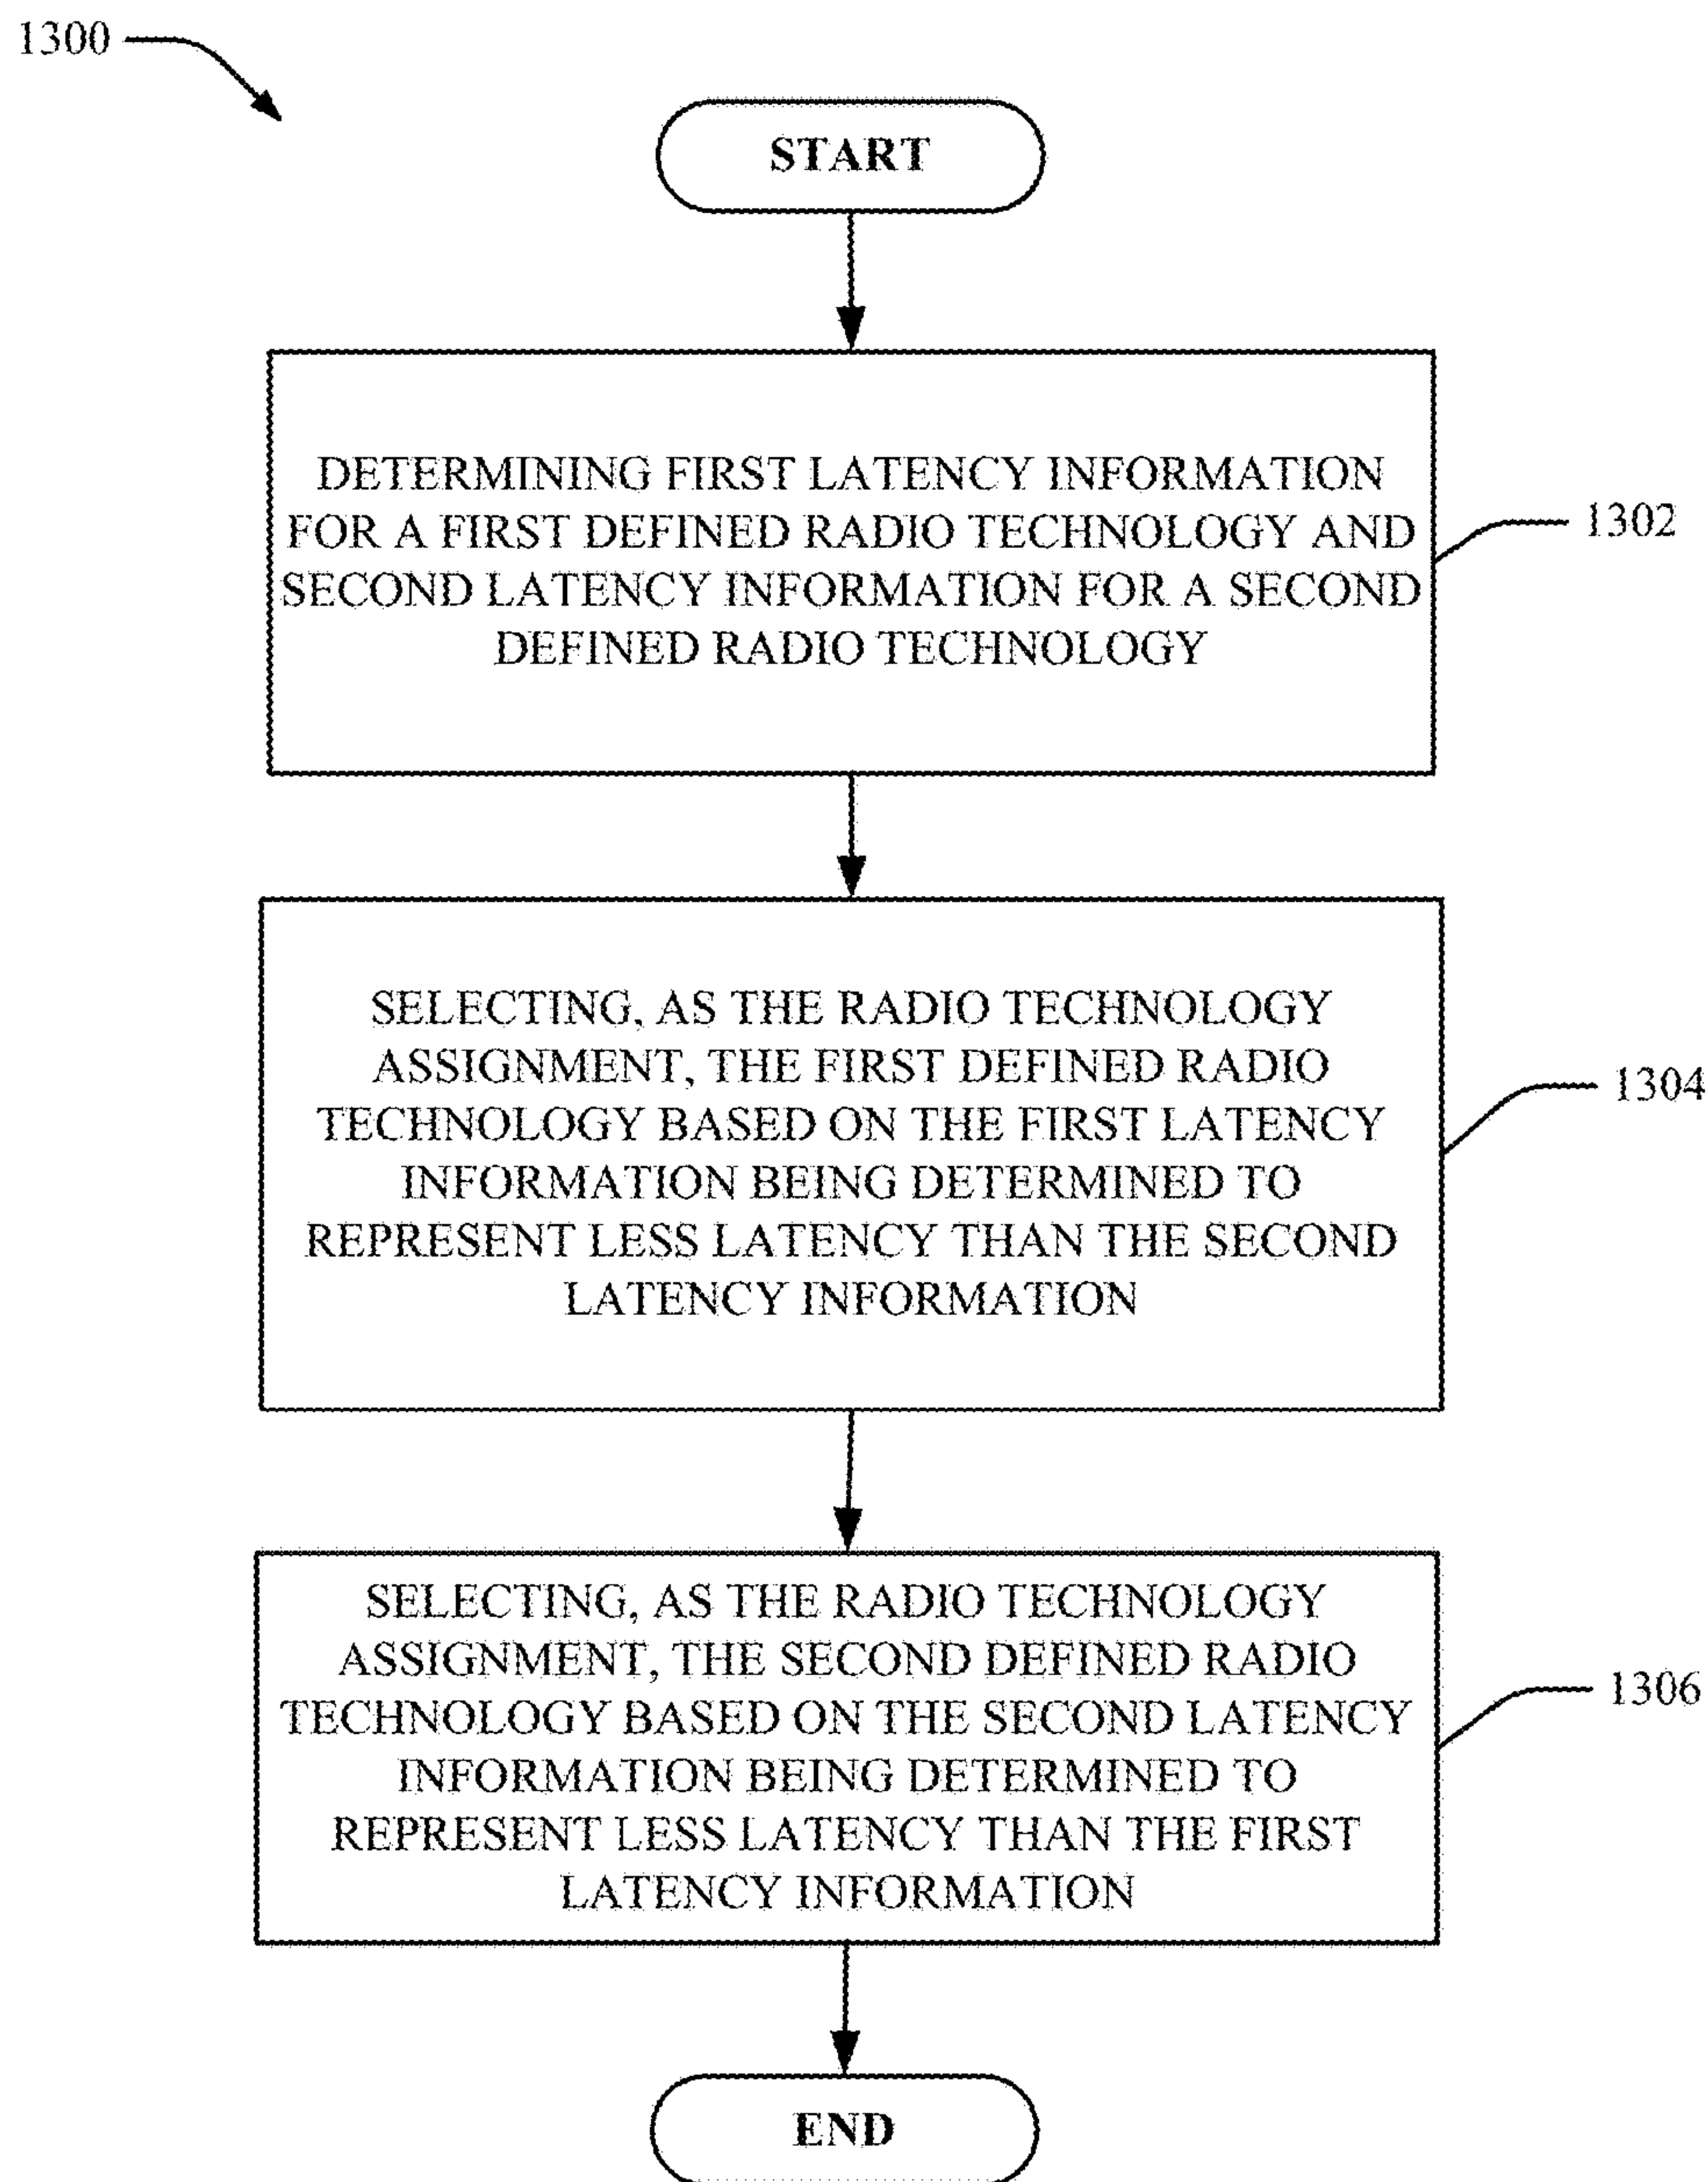 1300
START
DETERMINING FIRST LATENCY INFORMATION
FOR A FIRST DEFINED RADIO TECHNOLOGY AND
SECOND LATENCY INFORMATION FOR A SECOND
DEFINED RADIO TECHNOLOGY
1302
SELECTING, AS THE RADIO TECHNOLOGY
ASSIGNMENT, THE FIRST DEFINED RADIO
TECHNOLOGY BASED ON THE FIRST LATENCY
INFORMATION BEING DETERMINED TO
REPRESENT LESS LATENCY THAN THE SECOND
LATENCY INFORMATION
1304
SELECTING, AS THE RADIO TECHNOLOGY
ASSIGNMENT, THE SECOND DEFINED RADIO
TECHNOLOGY BASED ON THE SECOND LATENCY
INFORMATION BEING DETERMINED TO
REPRESENT LESS LATENCY THAN THE FIRST
LATENCY INFORMATION
1306
END